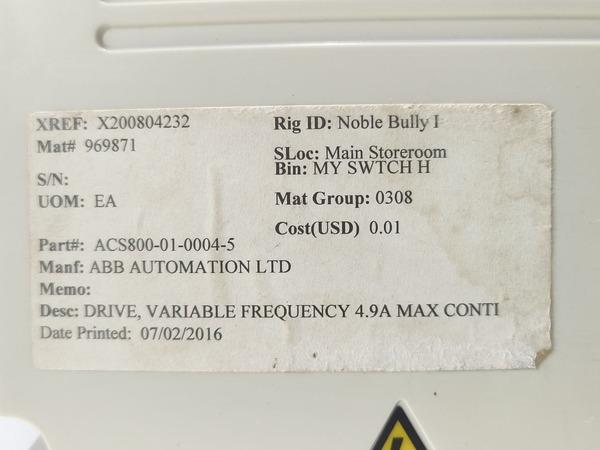 XREF: X200804232
Mat# 969871
S/N:
UOM: EA
Rig ID: Noble Bully I
SLoc: Main Storeroom
Bin: MY SWTCH H
Mat Group: 0308
Cost(USD) 0.01
Part#: ACS800-01-0004-5
Manf: ABB AUTOMATION LTD
Memo:
Desc: DRIVE, VARIABLE FREQUENCY 4.9A MAX CONTI
Date Printed: 07/02/2016